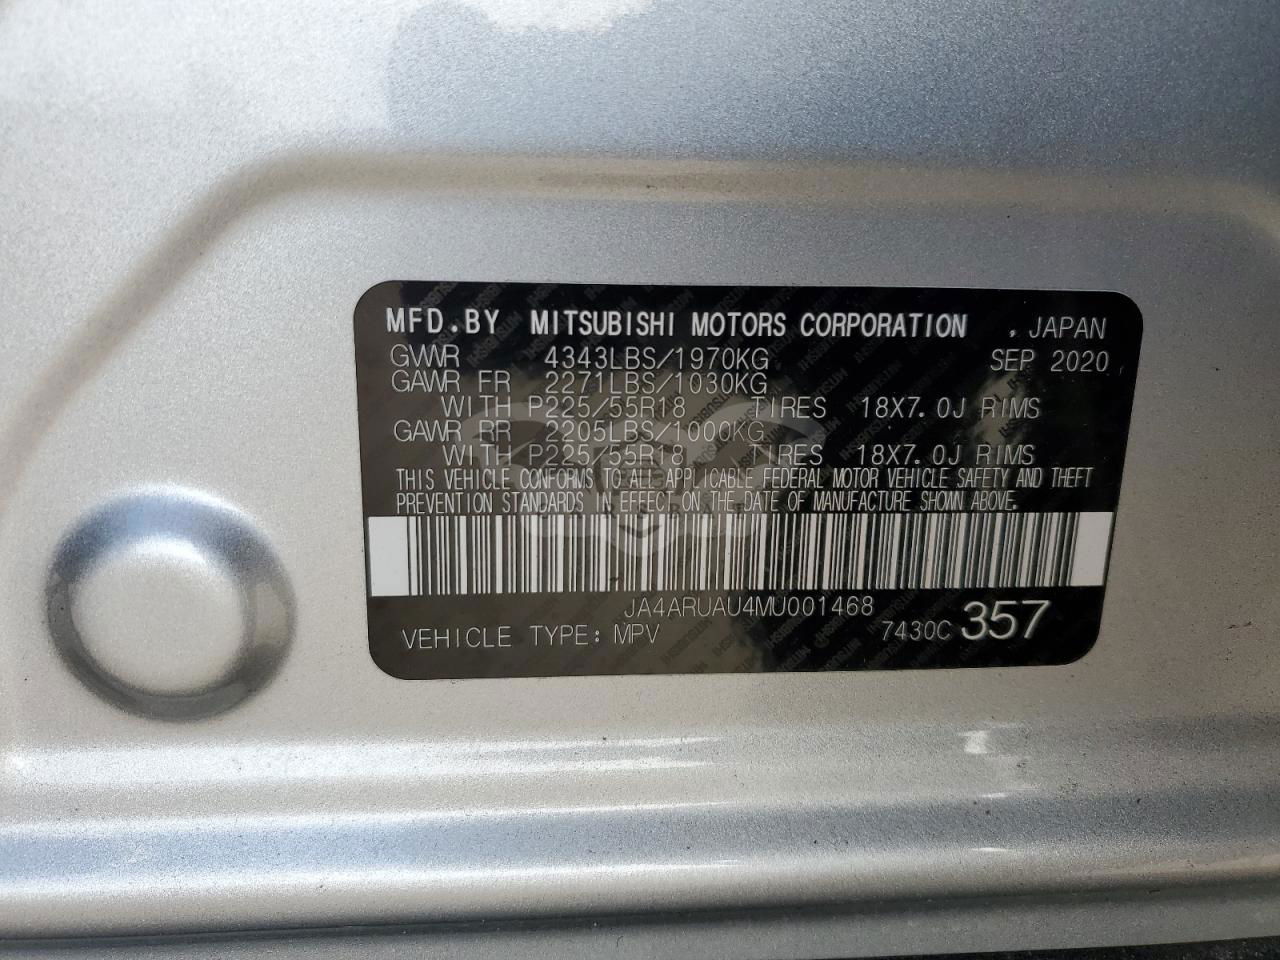 MFD.BY MITSUBISHI MOTORS CORPORATION , JAPAN
GVWR 4343LBS/1970KG SEP 2020
GAWR FR 2271LBS/1030KG
WITH P225/55R18 TIRES 18X7.0J RIMS
GAWR RR 2205LBS/1000KG
WITH P225/55R18 TIRES 18X7.0J RIMS
THIS VEHICLE CONFORMS TO ALL APPLICABLE FEDERAL MOTOR VEHICLE SAFETY AND THEFT
PREVENTION STANDARDS IN EFFECT ON THE DATE OF MANUFACTURE SHOWN ABOVE.
JA4ARUAU4MU001468
VEHICLE TYPE: MPV 7430C 357